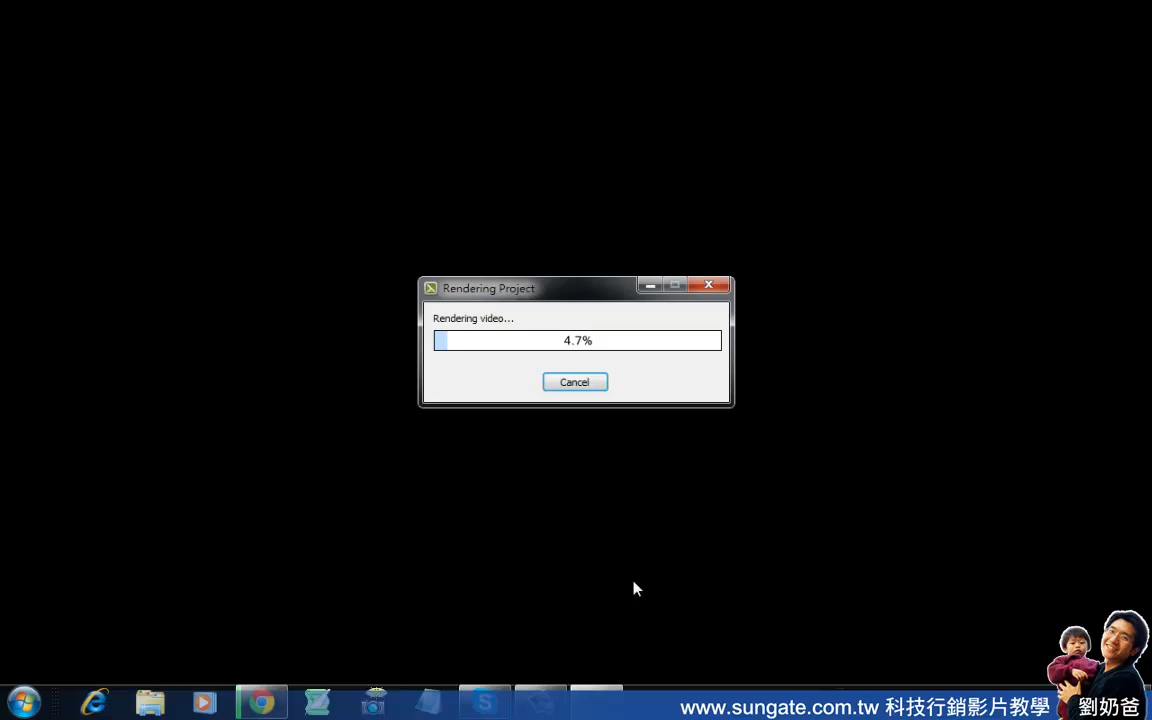 Rendering Project
Rendering video...
4.7%
Cancel
www.sungate.com.tw 科技行銷影片教學
劉奶爸